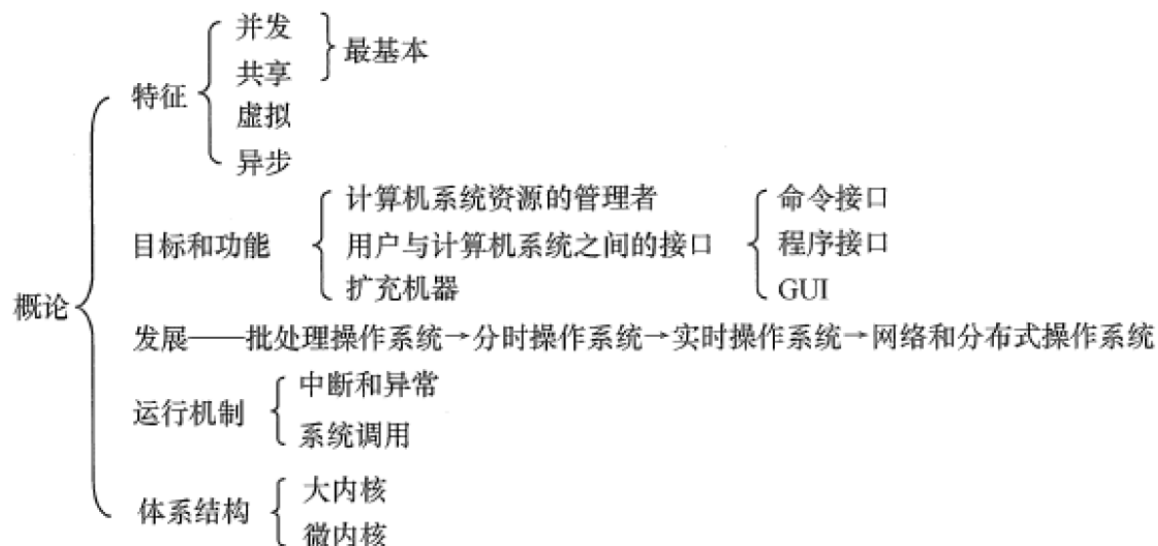 概论
特征
并发
共享
最基本
虚拟
异步
目标和功能
计算机系统资源的管理者
用户与计算机系统之间的接口
命令接口
程序接口
GUI
扩充机器
发展——批处理操作系统→分时操作系统→实时操作系统→网络和分布式操作系统
运行机制
中断和异常
系统调用
体系结构
大内核
微内核